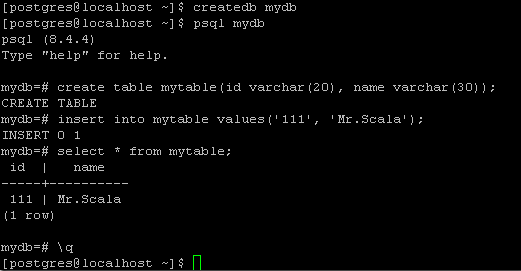 [postgres@localhost ~]$ createdb mydb
[postgres@localhost ~]$ psql mydb
psql (8.4.4)
Type "help" for help.
mydb=# create table mytable(id varchar(20), name varchar(30));
CREATE TABLE
mydb=# insert into mytable values('111', 'Mr.Scala');
INSERT 0 1
mydb=# select * from mytable;
 id  |   name
-----+----------
 111 | Mr.Scala
(1 row)
mydb=# \q
[postgres@localhost ~]$